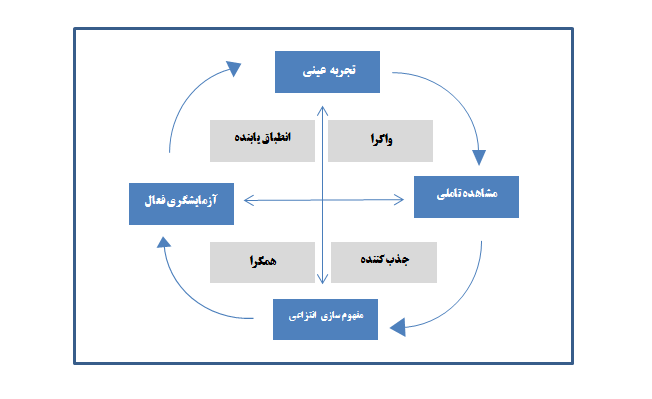 تجربه عینی
واگرا
انطباق یابنده
مشاهده تاملی
آزمایشگری فعال
جذب کننده
همگرا
مفهوم سازی انتزاعی